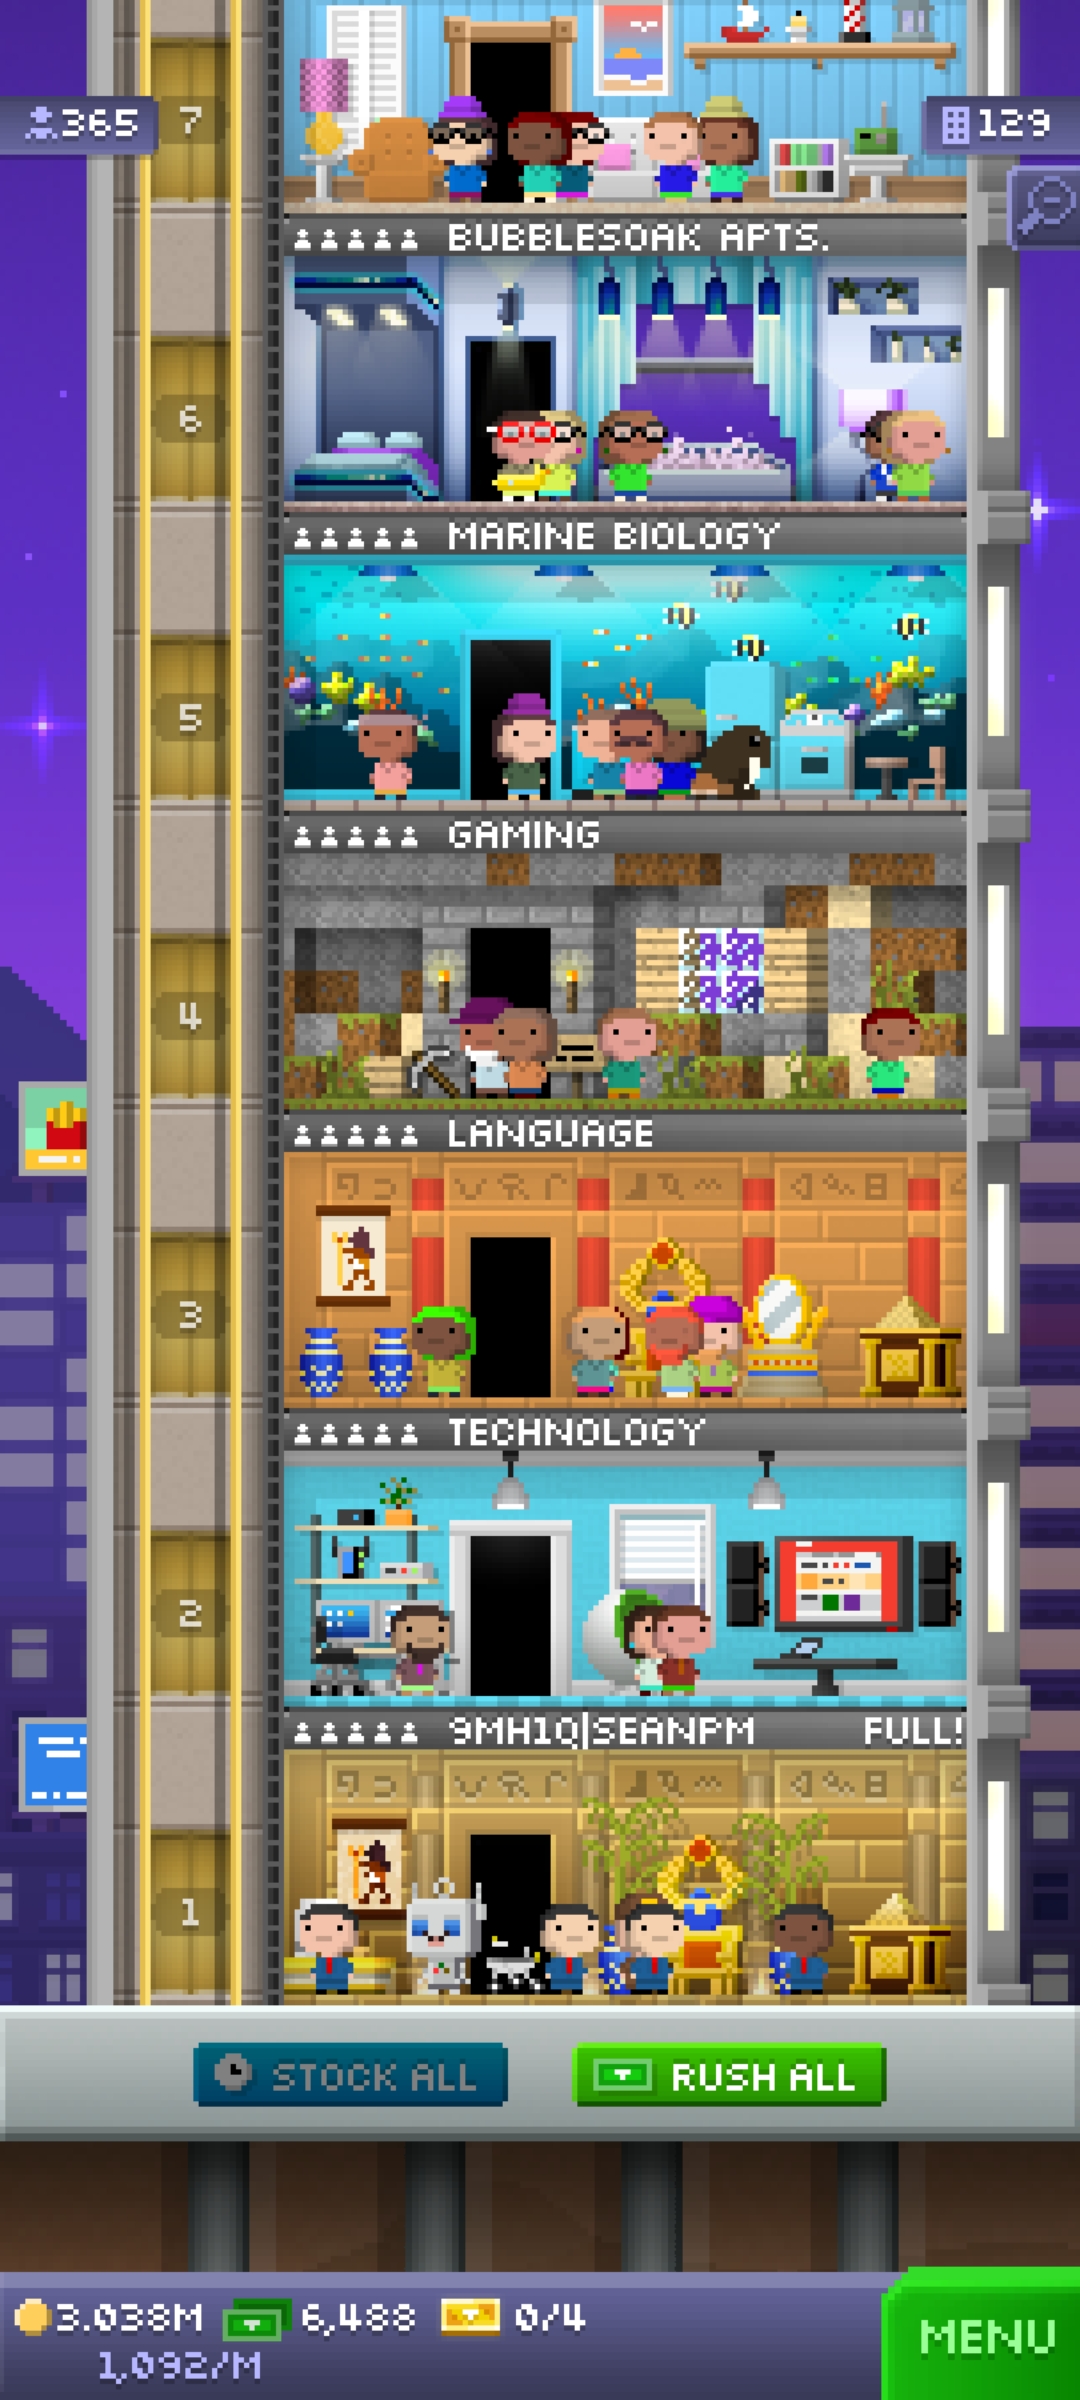 7
365
129
BUBBLESOAK APTS.
6
MARINE BIOLOGY
5
GAMING
4
LANGUAGE
3
TECHNOLOGY
2
9MH1Q|SEANPM FULL!
1
STOCK ALL
RUSH ALL
3.038M 6,488 0/4
1,092/M
MENU